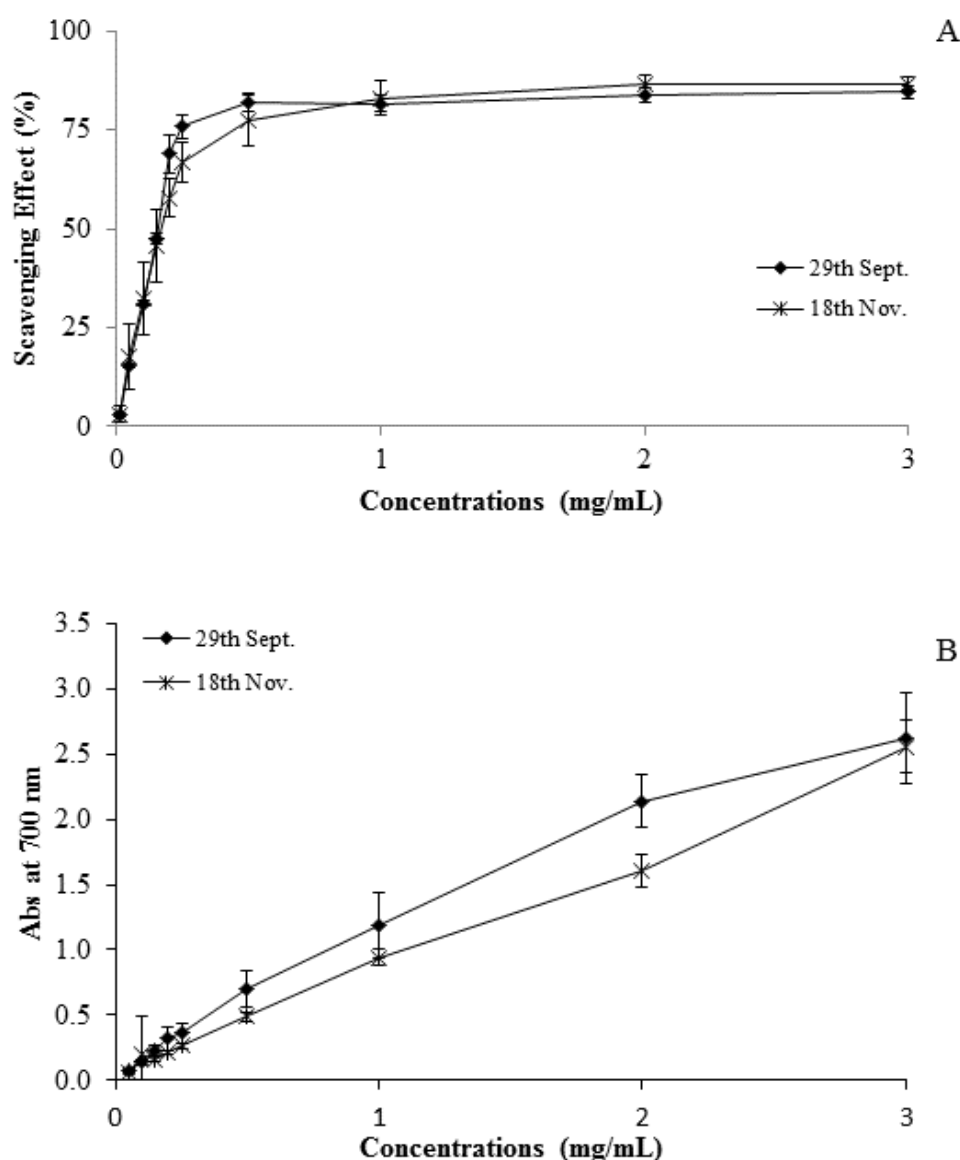 A
100
75
50
25
0
Scavenging Effect (%)
29th Sept.
18th Nov.
0 1 2 3
Concentrations (mg/mL)
B
3.5
3.0
2.5
2.0
1.5
1.0
0.5
0.0
Abs at 700 nm
29th Sept.
18th Nov.
0 1 2 3
Concentrations (mg/mL)